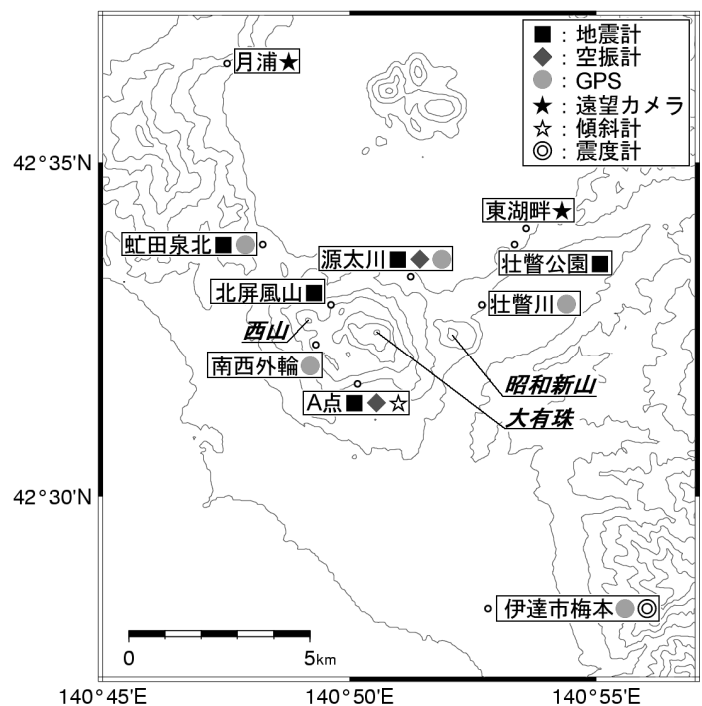 ■：地震計
◆：空振計
●：GPS
★：遠望カメラ
☆：傾斜計
◎：震度計
月浦★
42°35'N
東湖畔★
虻田泉北■●
源太川■◆●
壮瞥公園■
北屏風山■
壮瞥川●
西山
南西外輪●
昭和新山
A点■◆☆
大有珠
42°30'N
伊達市梅本●◎
0 5km
140°45'E 140°50'E 140°55'E